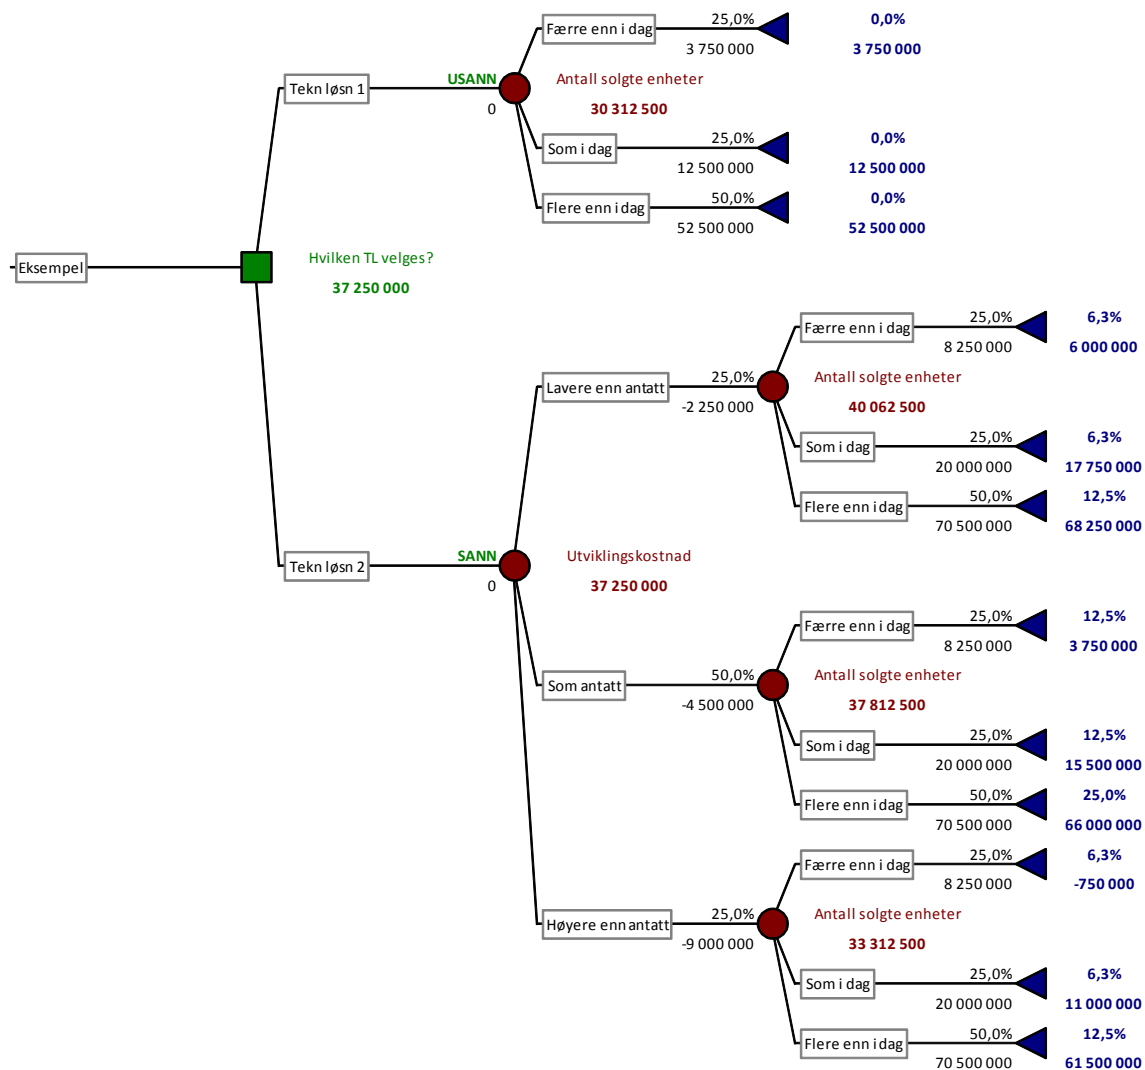 25,0% 0,0%
Færre enn i dag
3 750 000 3 750 000
USANN Antall solgte enheter
Tekn løsn 1
0 30 312 500
25,0% 0,0%
Som i dag
12 500 000 12 500 000
50,0% 0,0%
Flere enn i dag
52 500 000 52 500 000
Hvilken TL velges?
Eksempel
37 250 000
25,0% 6,3%
Færre enn i dag
8 250 000 6 000 000
25,0% Antall solgte enheter
Lavere enn antatt
-2 250 000 40 062 500
25,0% 6,3%
Som i dag
20 000 000 17 750 000
50,0% 12,5%
Flere enn i dag
70 500 000 68 250 000
SANN Utviklingskostnad
Tekn løsn 2
0 37 250 000
25,0% 12,5%
Færre enn i dag
8 250 000 3 750 000
50,0% Antall solgte enheter
Som antatt
-4 500 000 37 812 500
25,0% 12,5%
Som i dag
20 000 000 15 500 000
50,0% 25,0%
Flere enn i dag
70 500 000 66 000 000
25,0% 6,3%
Færre enn i dag
8 250 000 -750 000
25,0% Antall solgte enheter
Høyere enn antatt
-9 000 000 33 312 500
25,0% 6,3%
Som i dag
20 000 000 11 000 000
50,0% 12,5%
Flere enn i dag
70 500 000 61 500 000